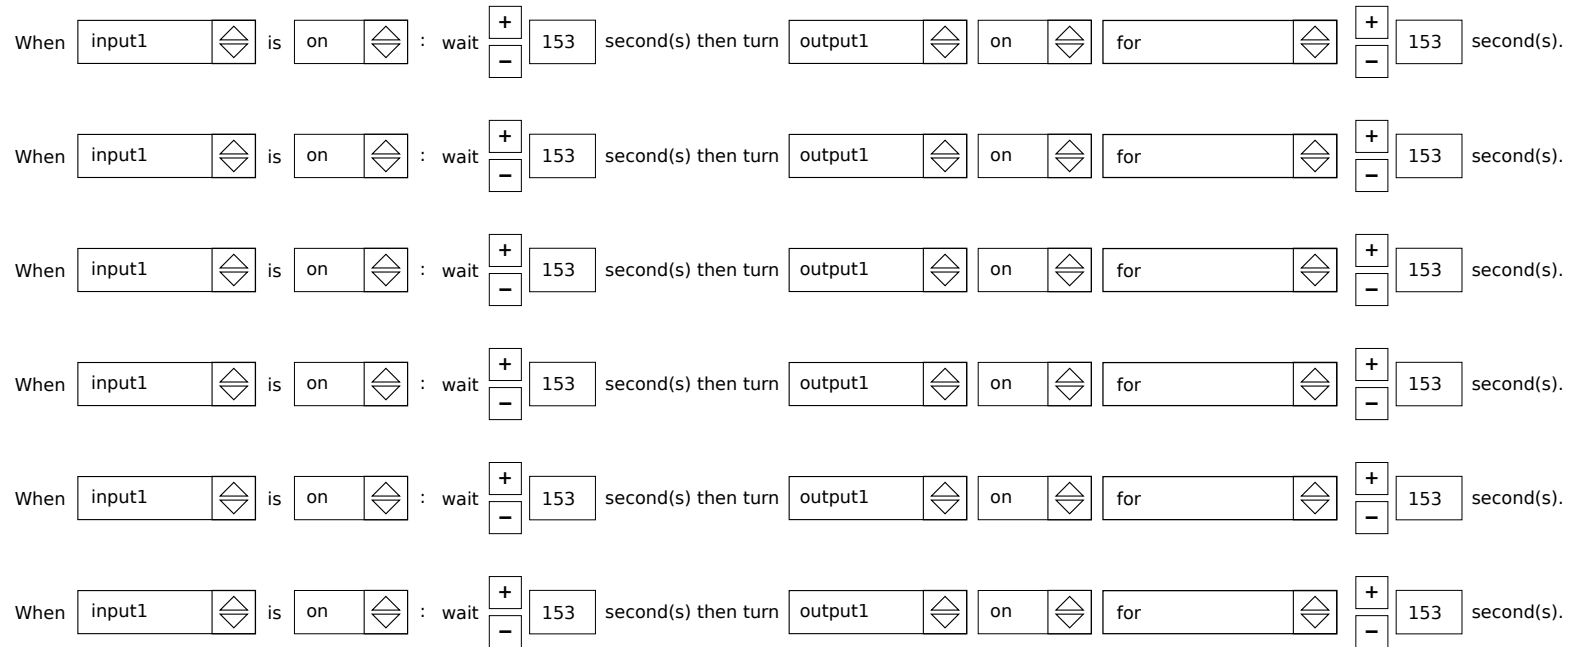 When input1 is on : wait + − 153 second(s) then turn output1 on for + − 153 second(s).
When input1 is on : wait + − 153 second(s) then turn output1 on for + − 153 second(s).
When input1 is on : wait + − 153 second(s) then turn output1 on for + − 153 second(s).
When input1 is on : wait + − 153 second(s) then turn output1 on for + − 153 second(s).
When input1 is on : wait + − 153 second(s) then turn output1 on for + − 153 second(s).
When input1 is on : wait + − 153 second(s) then turn output1 on for + − 153 second(s).